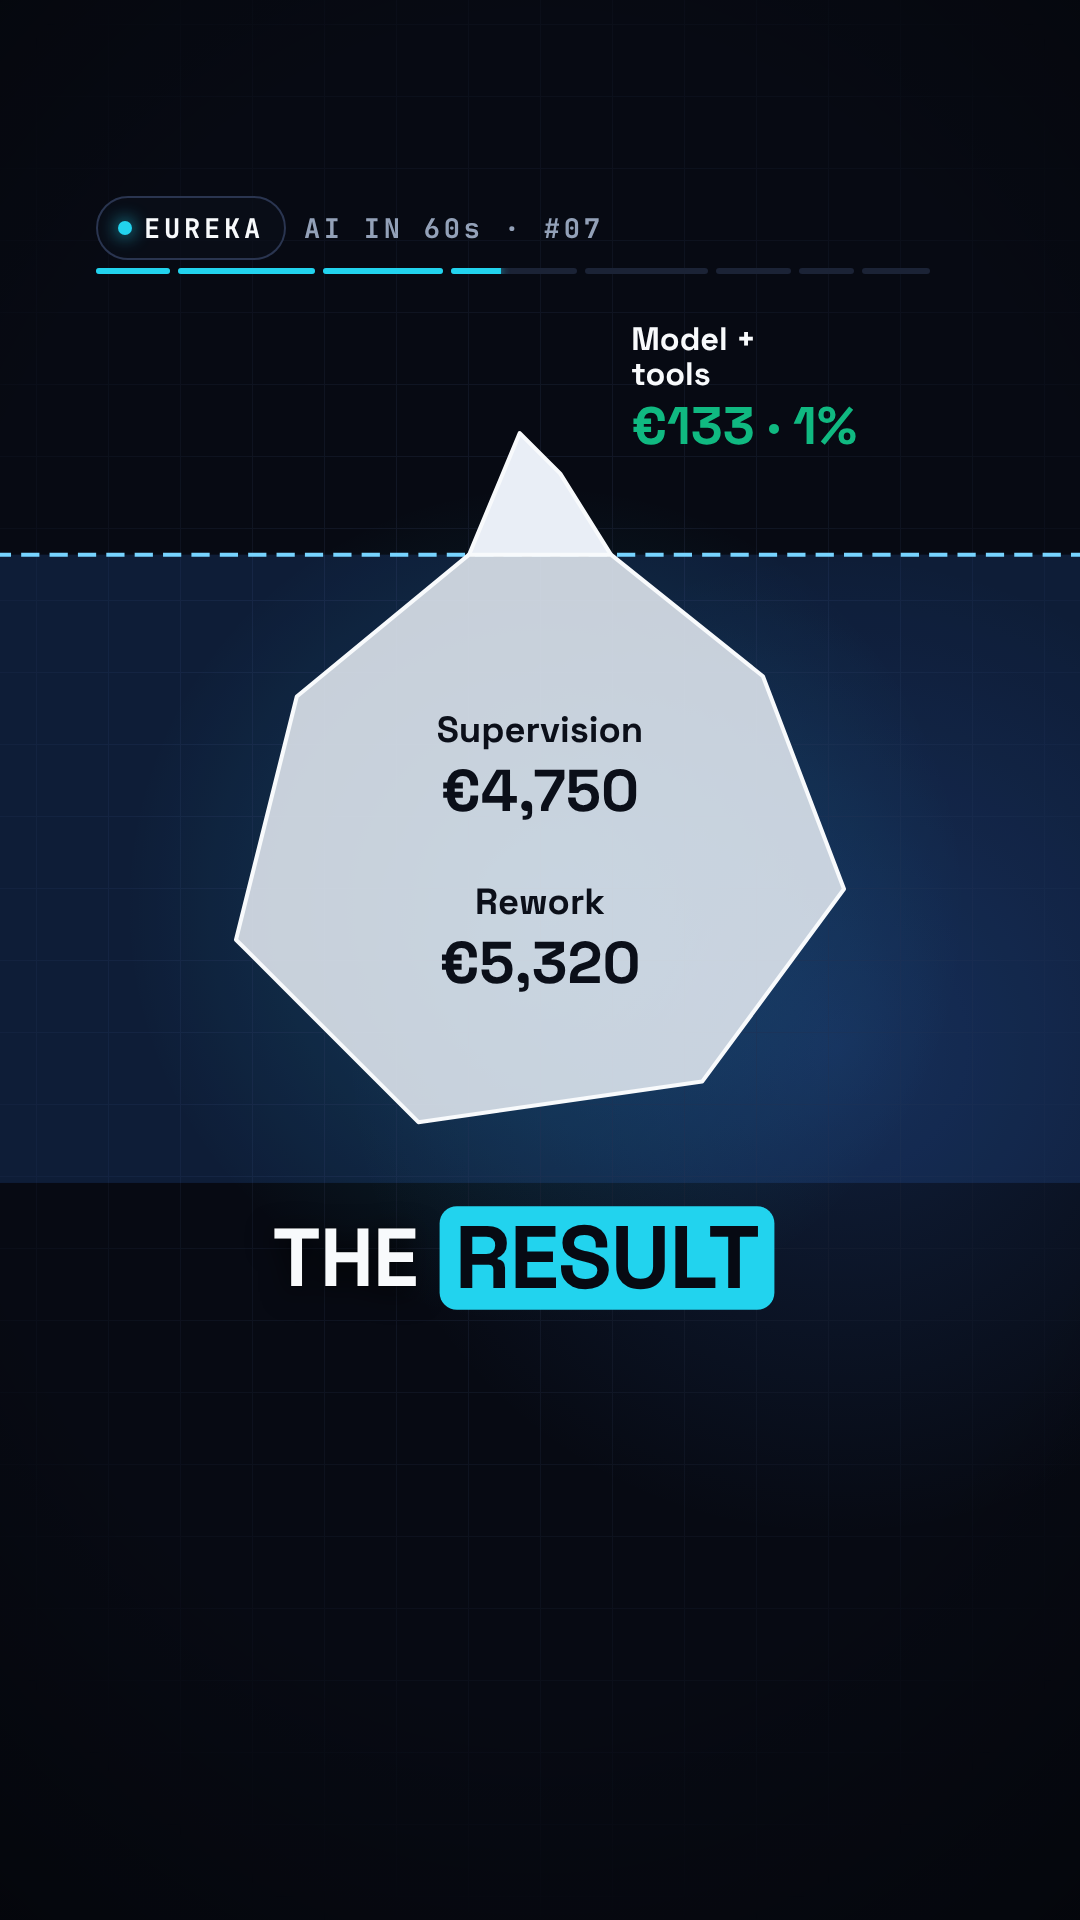 EUREKA AI IN 60s · #07
Model +
tools
€133 · 1%
Supervision
€4,750
Rework
€5,320
THE RESULT